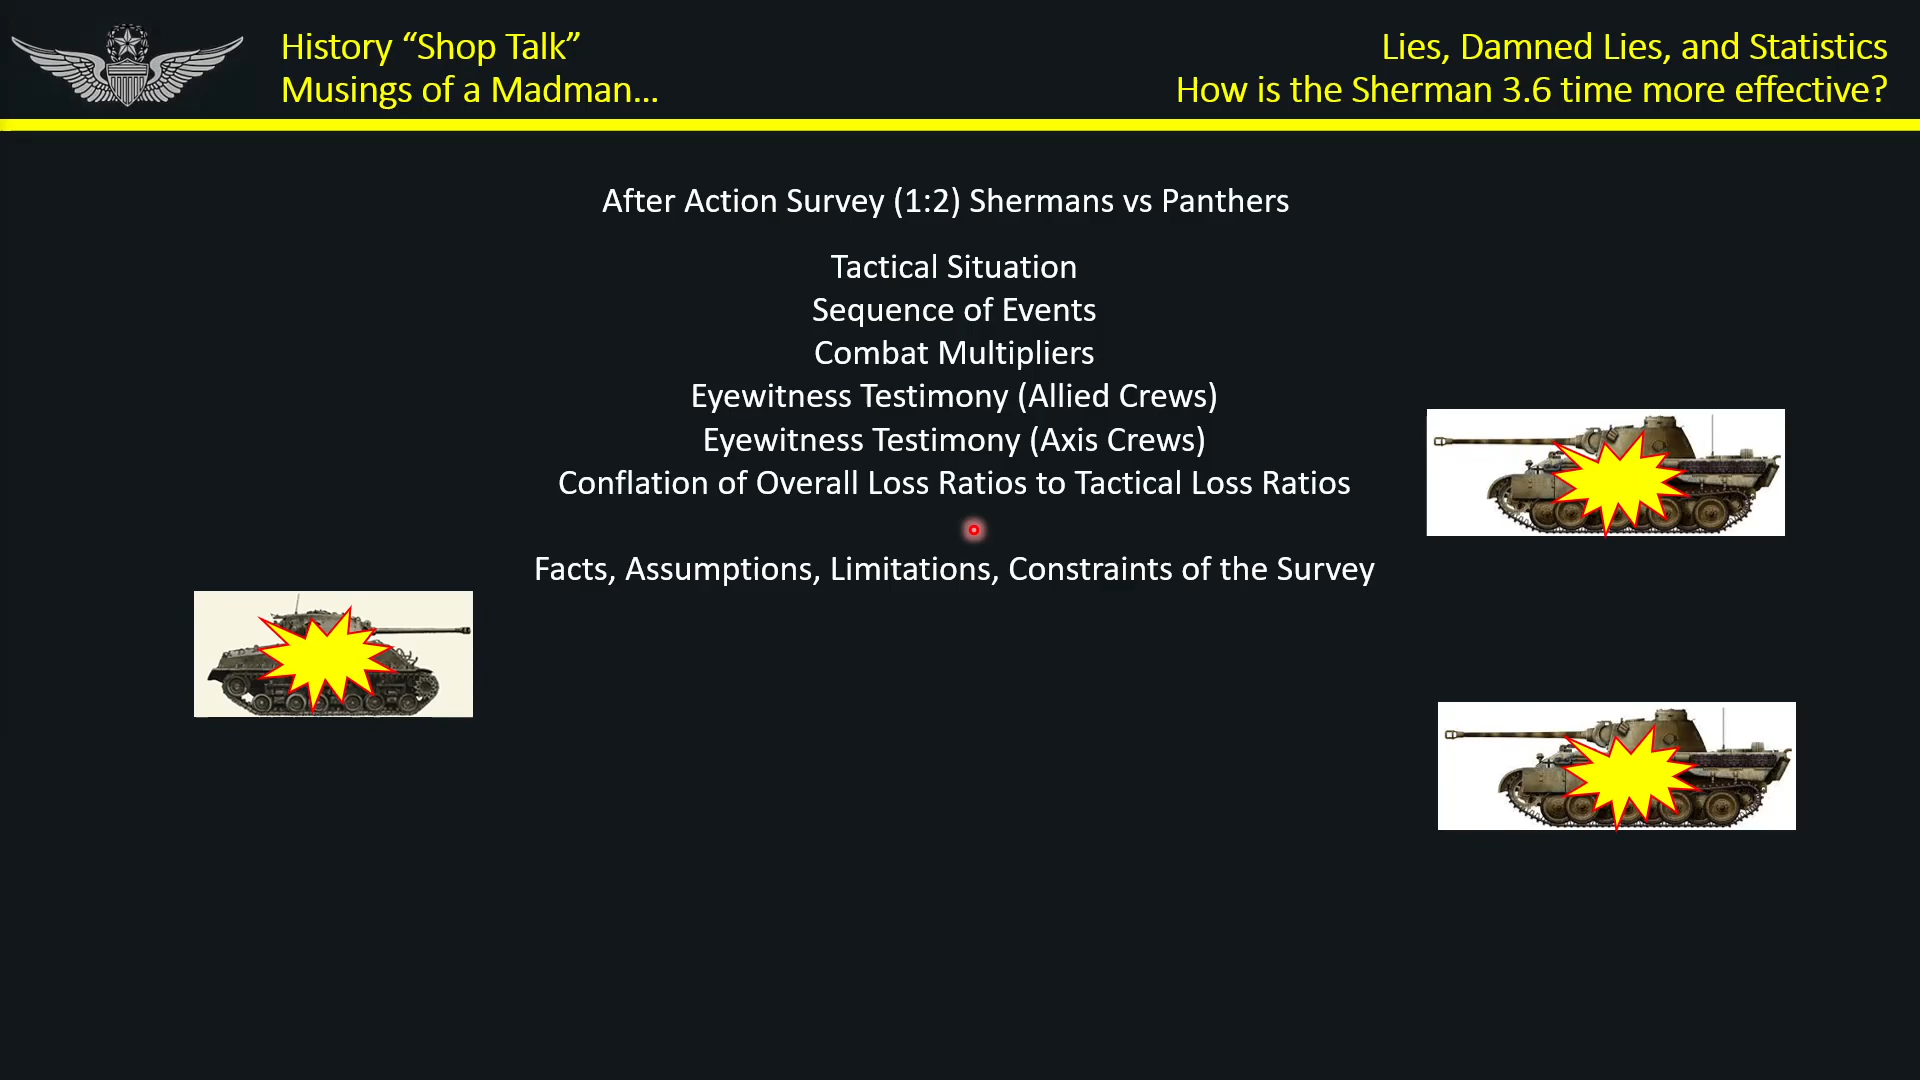 History “Shop Talk”
Musings of a Madman...
Lies, Damned Lies, and Statistics
How is the Sherman 3.6 time more effective?
After Action Survey (1:2) Shermans vs Panthers
Tactical Situation
Sequence of Events
Combat Multipliers
Eyewitness Testimony (Allied Crews)
Eyewitness Testimony (Axis Crews)
Conflation of Overall Loss Ratios to Tactical Loss Ratios
Facts, Assumptions, Limitations, Constraints of the Survey